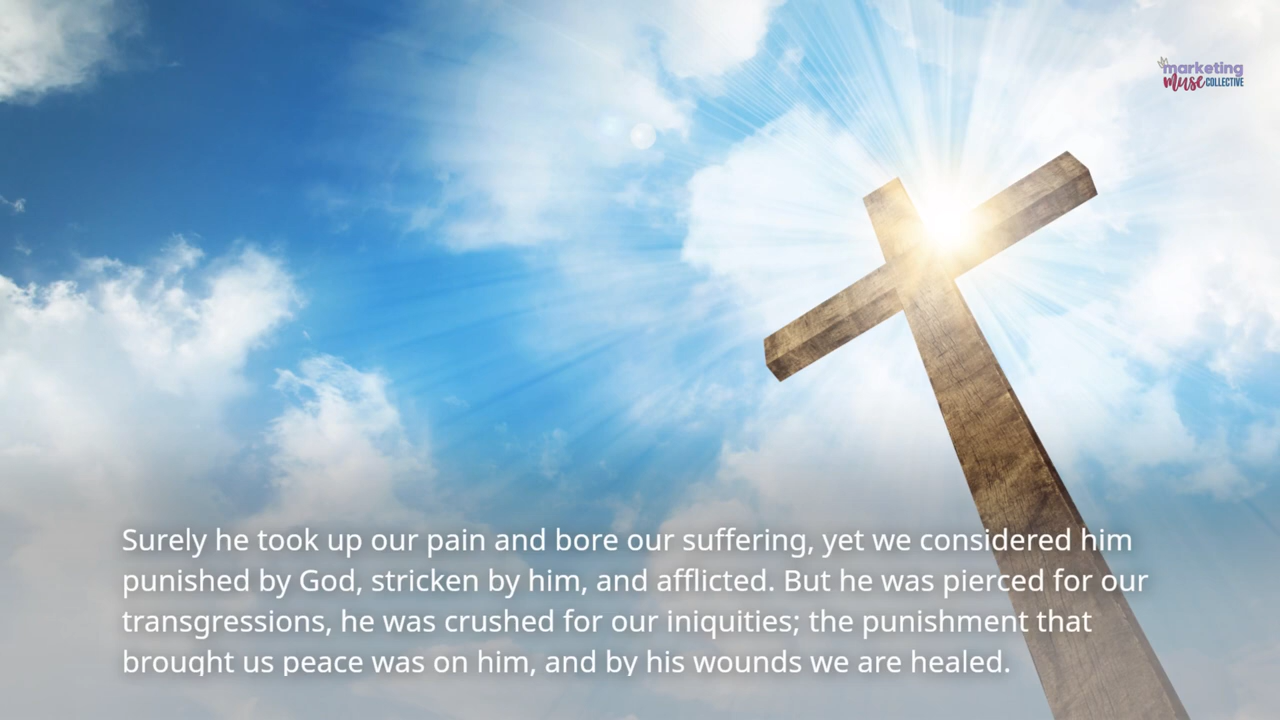 marketing
muse COLLECTIVE
Surely he took up our pain and bore our suffering, yet we considered him
punished by God, stricken by him, and afflicted. But he was pierced for our
transgressions, he was crushed for our iniquities; the punishment that
brought us peace was on him, and by his wounds we are healed.